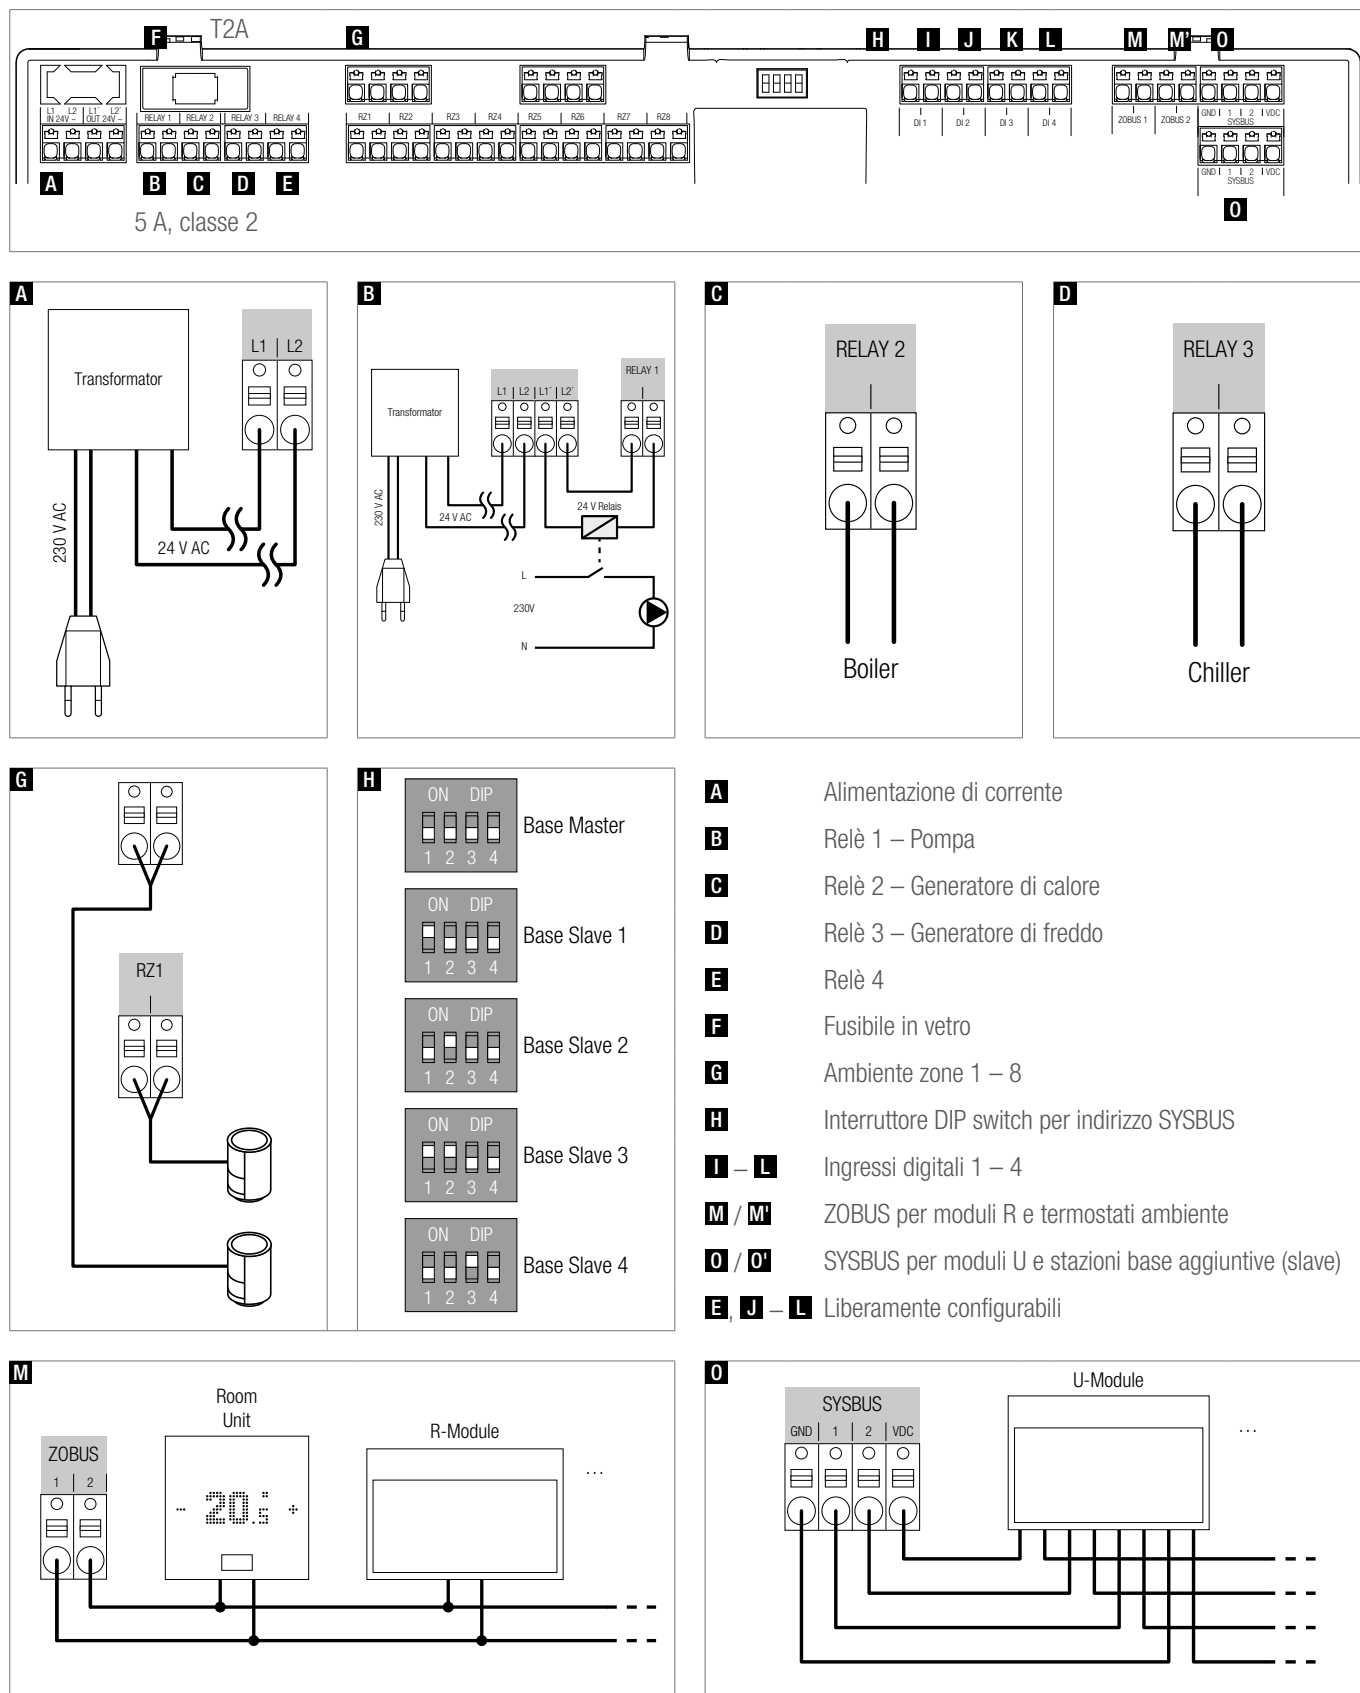 F T2A G H I J K L M M' O
L1 L2 L1´ L2´
IN 24V ~ OUT 24V ~
RELAY 1 RELAY 2 RELAY 3 RELAY 4
RZ1 RZ2 RZ3 RZ4 RZ5 RZ6 RZ7 RZ8
DI 1 DI 2 DI 3 DI 4
ZOBUS 1 ZOBUS 2
GND 1 2 VDC
SYSBUS
GND 1 2 VDC
SYSBUS
A B C D E
O
5 A, classe 2
A
Transformator
L1 L2
230 V AC
24 V AC
B
Transformator
L1 L2 L1´ L2´
RELAY 1
230 V AC
24 V AC
24 V Relais
L
230V
N
C
RELAY 2
Boiler
D
RELAY 3
Chiller
G
RZ1
H
ON DIP
1 2 3 4
Base Master
ON DIP
1 2 3 4
Base Slave 1
ON DIP
1 2 3 4
Base Slave 2
ON DIP
1 2 3 4
Base Slave 3
ON DIP
1 2 3 4
Base Slave 4
A Alimentazione di corrente
B Relè 1 – Pompa
C Relè 2 – Generatore di calore
D Relè 3 – Generatore di freddo
E Relè 4
F Fusibile in vetro
G Ambiente zone 1 – 8
H Interruttore DIP switch per indirizzo SYSBUS
I – L Ingressi digitali 1 – 4
M / M' ZOBUS per moduli R e termostati ambiente
O / O' SYSBUS per moduli U e stazioni base aggiuntive (slave)
E, J – L Liberamente configurabili
M
ZOBUS
1 2
Room
Unit
- 20.5 +
R-Module
...
O
SYSBUS
GND 1 2 VDC
U-Module
...